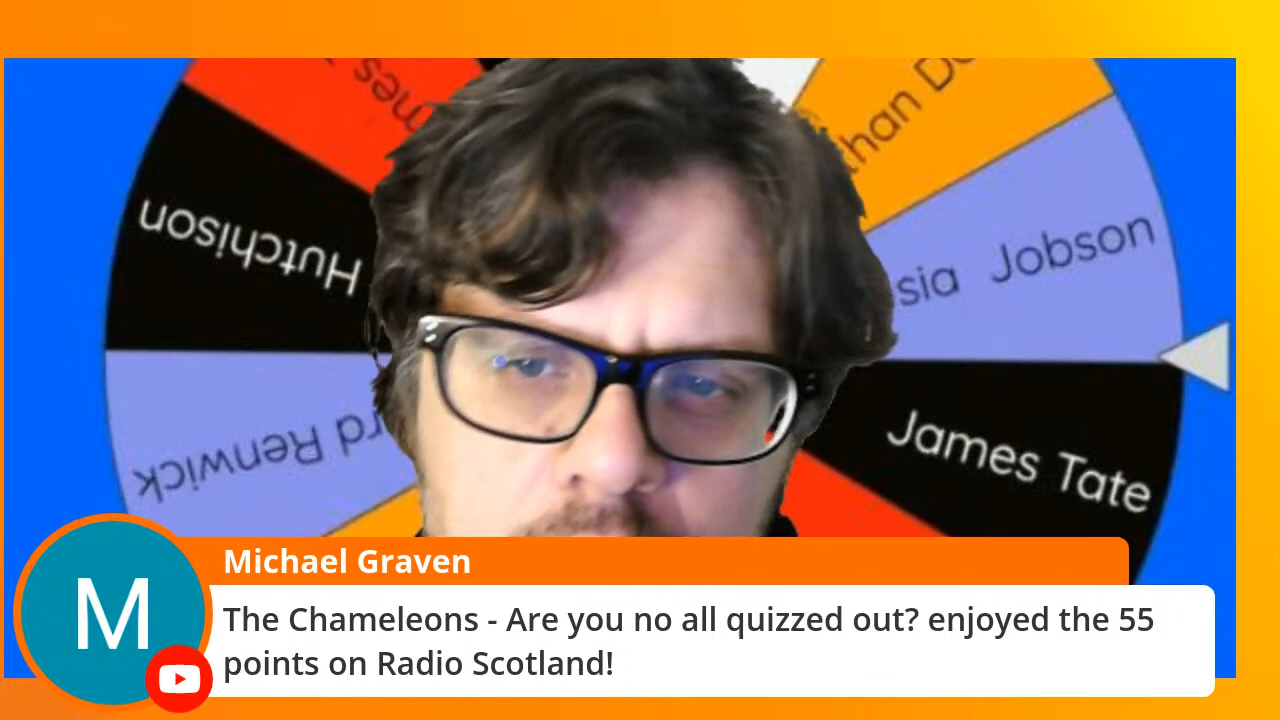 Hutchison
Jobson
James Tate
Renwick
M
Michael Graven
The Chameleons - Are you no all quizzed out? enjoyed the 55
points on Radio Scotland!